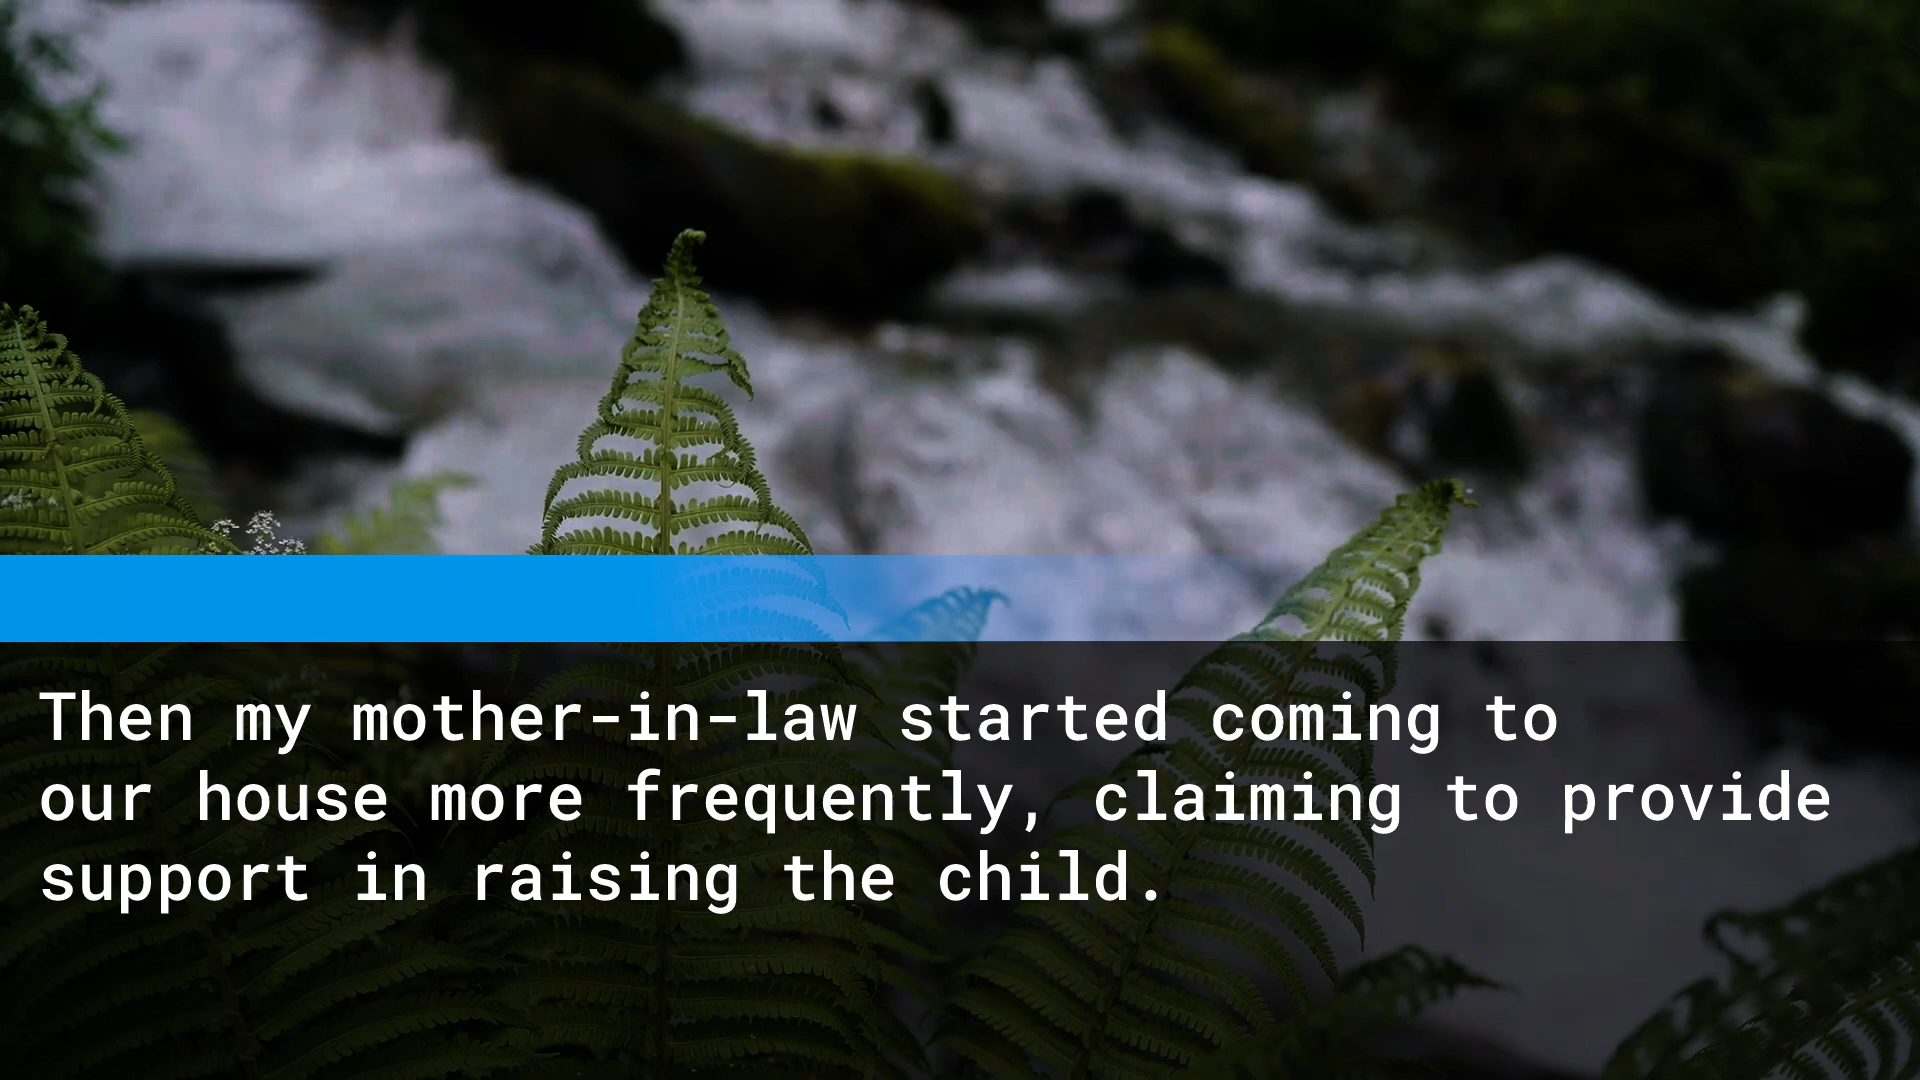 Then my mother-in-law started coming to
our house more frequently, claiming to provide
support in raising the child.